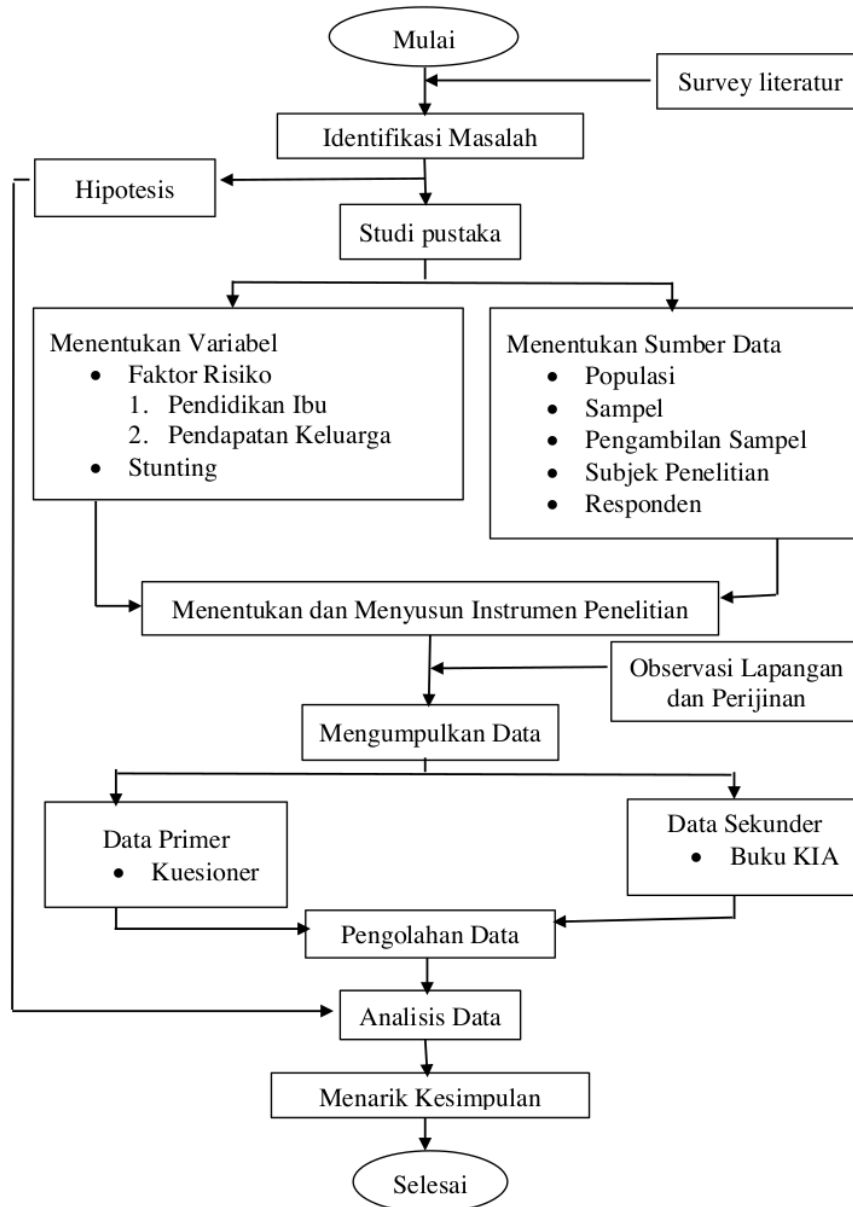 Mulai
Survey literatur
Identifikasi Masalah
Hipotesis
Studi pustaka
Menentukan Variabel
• Faktor Risiko
1. Pendidikan Ibu
2. Pendapatan Keluarga
• Stunting
Menentukan Sumber Data
• Populasi
• Sampel
• Pengambilan Sampel
• Subjek Penelitian
• Responden
Menentukan dan Menyusun Instrumen Penelitian
Observasi Lapangan
dan Perijinan
Mengumpulkan Data
Data Primer
• Kuesioner
Data Sekunder
• Buku KIA
Pengolahan Data
Analisis Data
Menarik Kesimpulan
Selesai